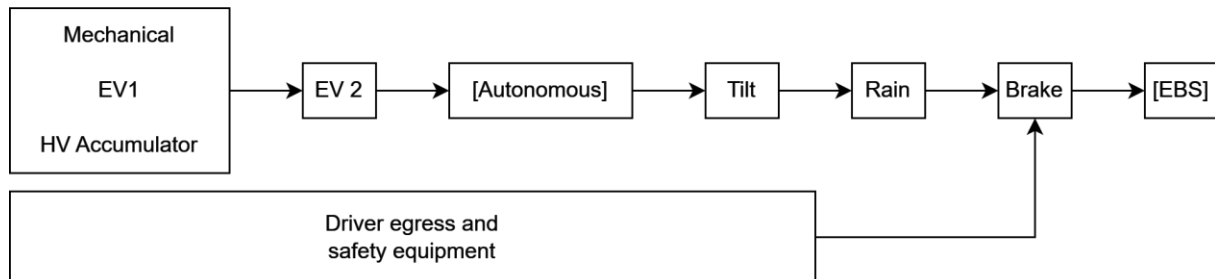 Mechanical
EV1
HV Accumulator
EV 2
[Autonomous]
Tilt
Rain
Brake
[EBS]
Driver egress and
safety equipment